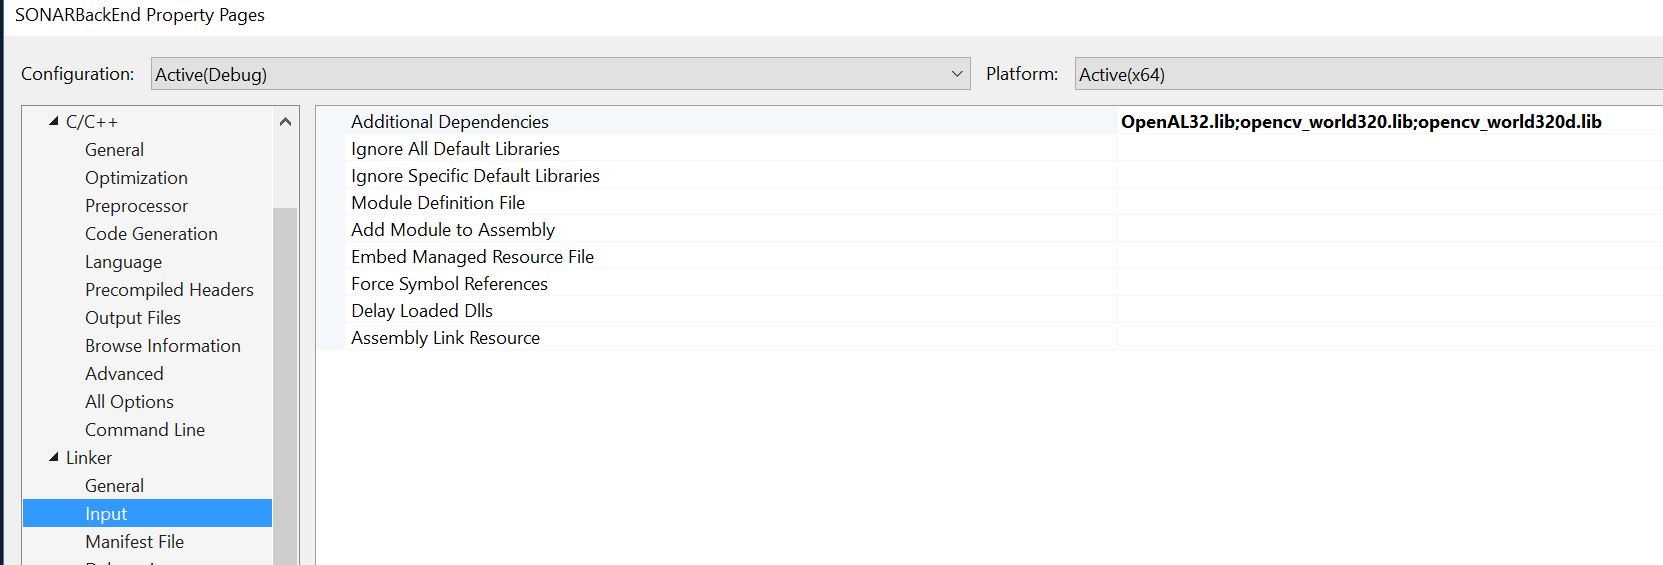 SONARBackEnd Property Pages
Configuration: Active(Debug) Platform: Active(x64)
C/C++
General
Optimization
Preprocessor
Code Generation
Language
Precompiled Headers
Output Files
Browse Information
Advanced
All Options
Command Line
Linker
General
Input
Manifest File
Additional Dependencies OpenAL32.lib;opencv_world320.lib;opencv_world320d.lib
Ignore All Default Libraries
Ignore Specific Default Libraries
Module Definition File
Add Module to Assembly
Embed Managed Resource File
Force Symbol References
Delay Loaded Dlls
Assembly Link Resource